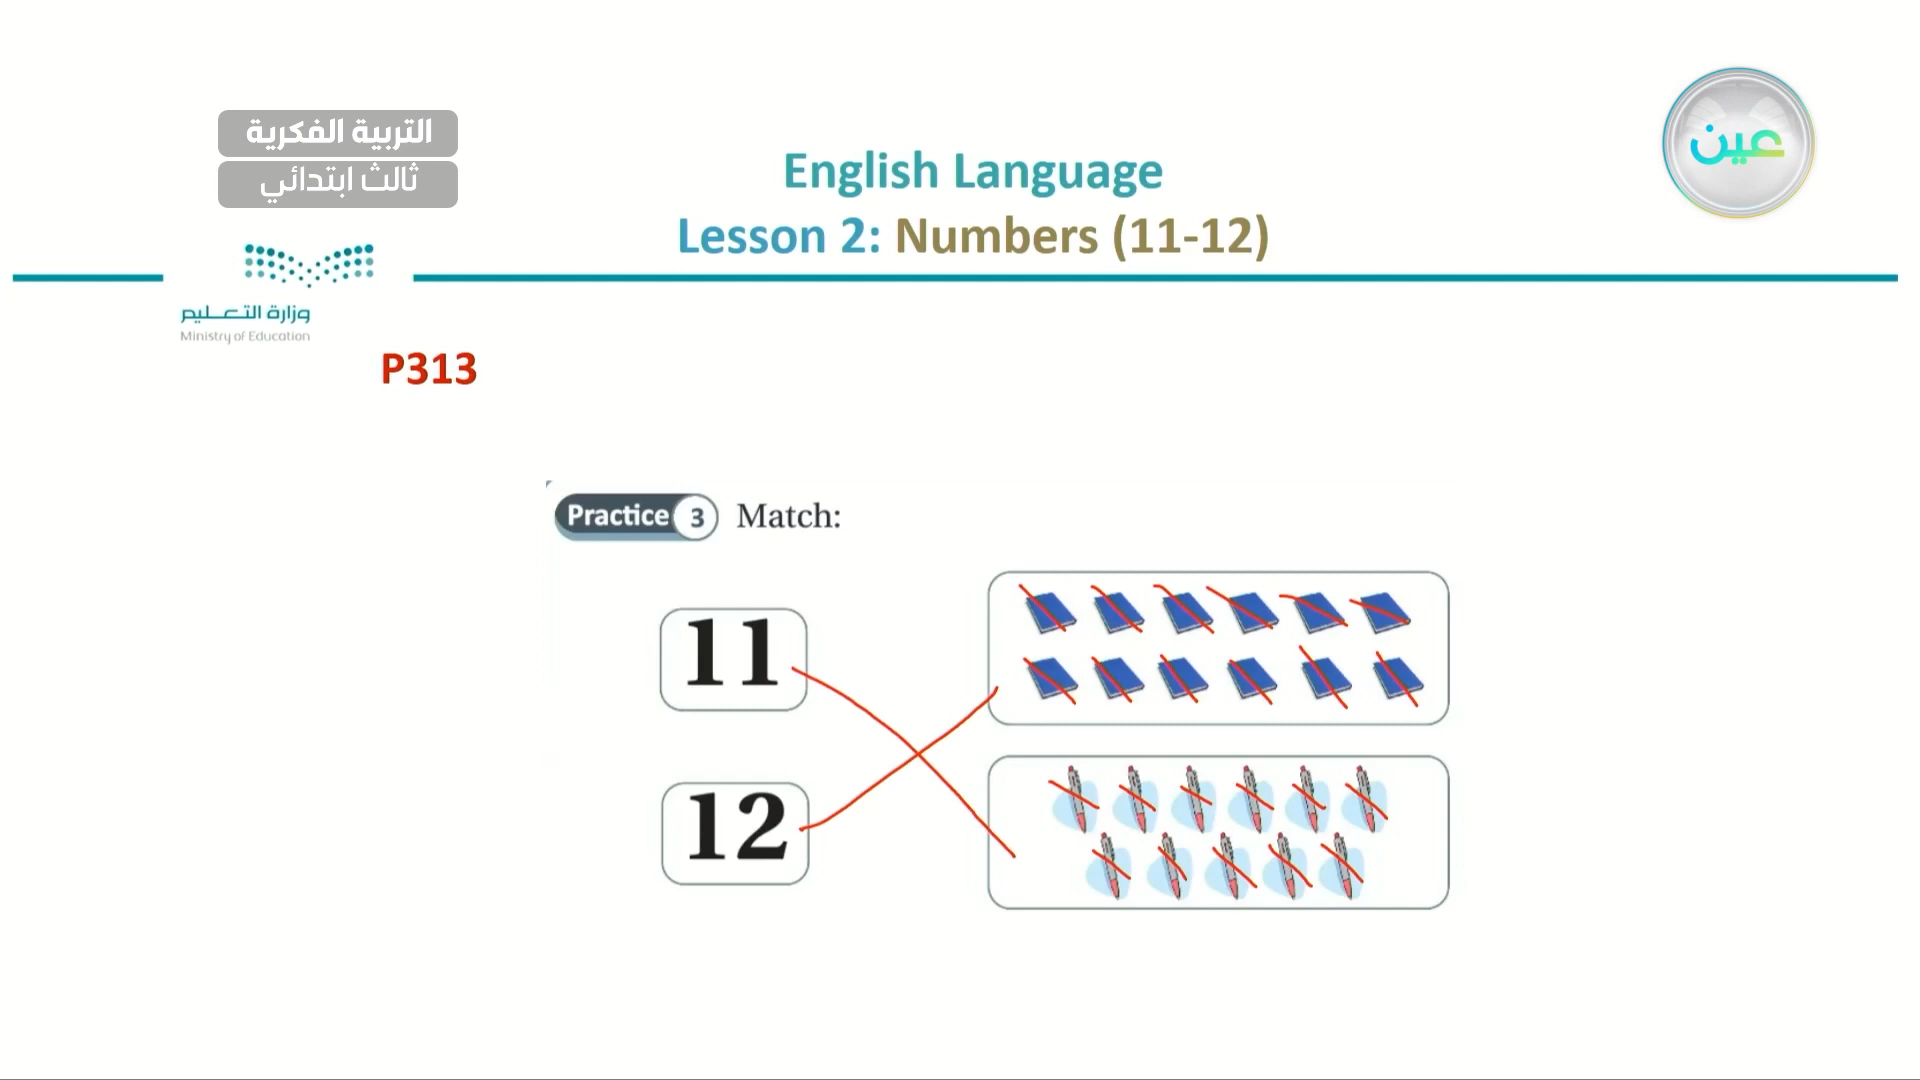 التربية الفكرية
ثالث ابتدائي
عين
English Language
Lesson 2: Numbers (11-12)
وزارة التعليم
Ministry of Education
P313
Practice 3 Match:
11
12